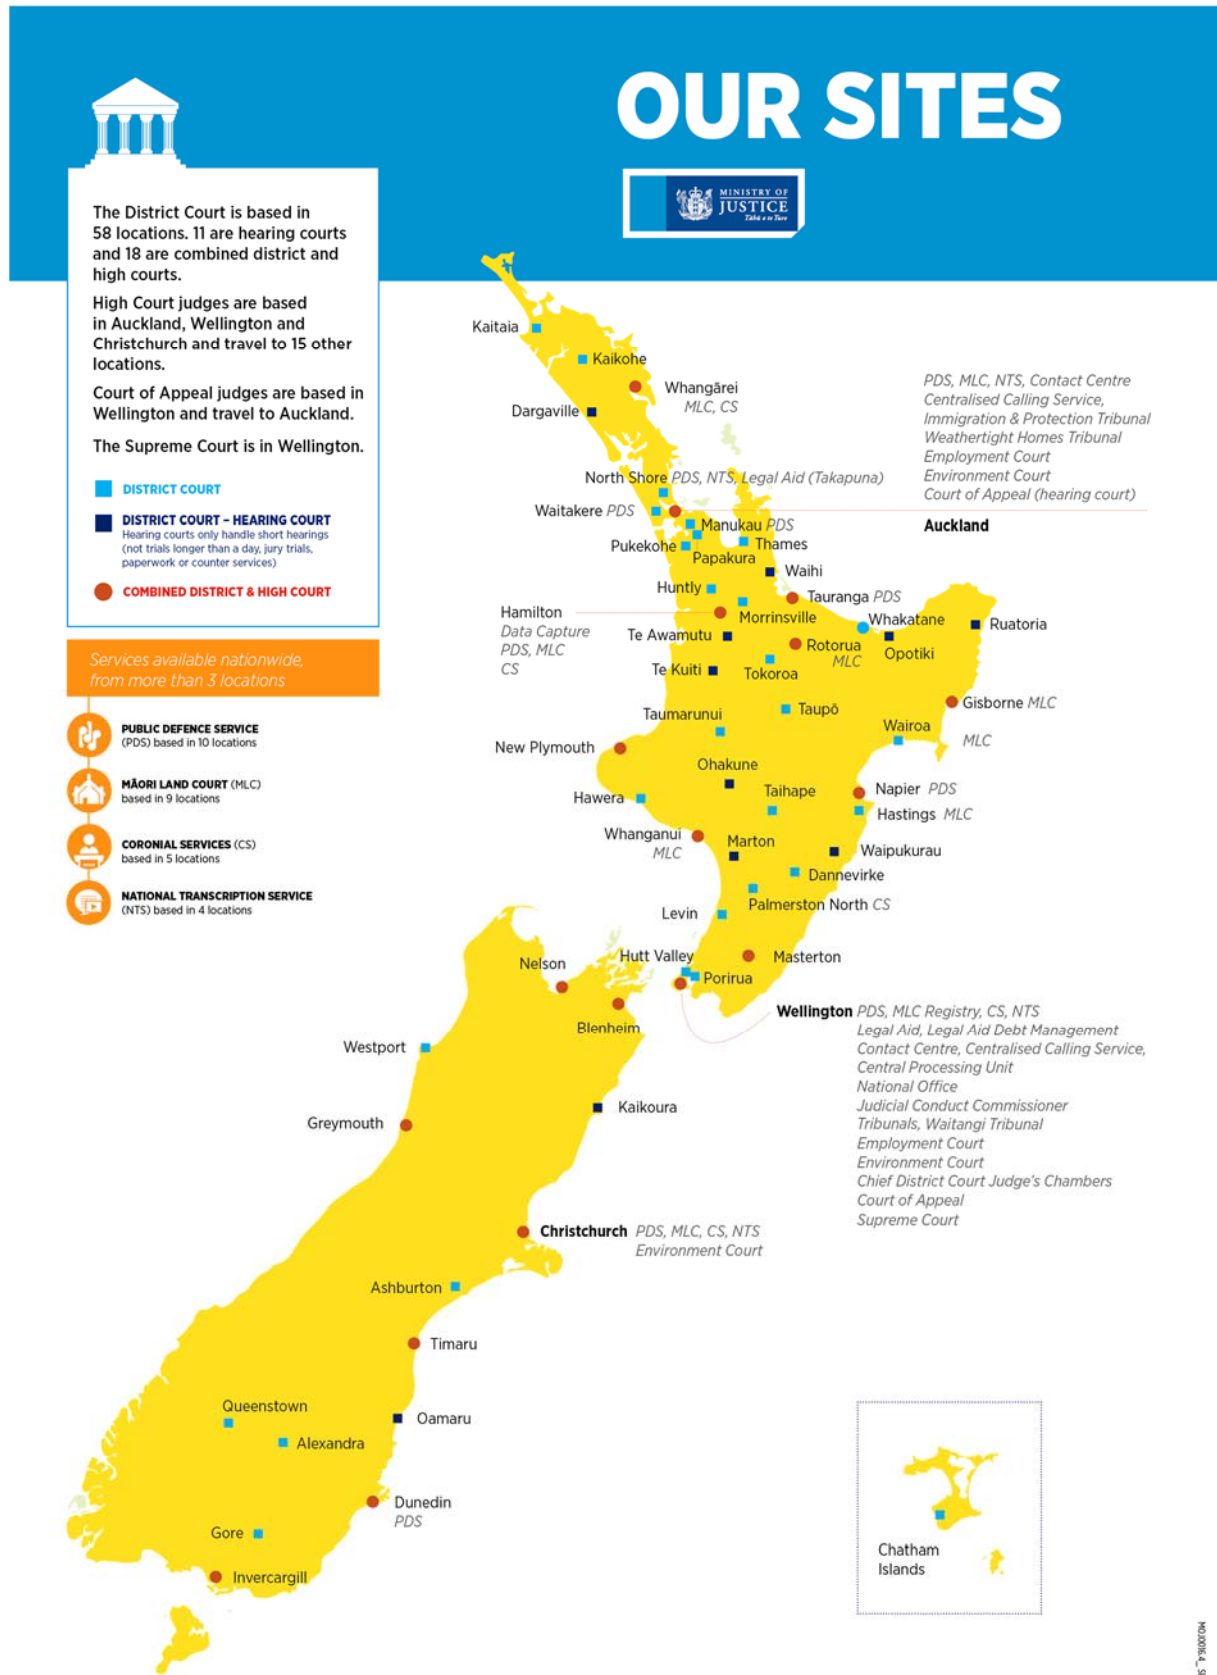 OUR SITES
MINISTRY OF
JUSTICE
Tāhū o te Ture
The District Court is based in
58 locations. 11 are hearing courts
and 18 are combined district and
high courts.
High Court judges are based
in Auckland, Wellington and
Christchurch and travel to 15 other
locations.
Court of Appeal judges are based in
Wellington and travel to Auckland.
The Supreme Court is in Wellington.
DISTRICT COURT
DISTRICT COURT – HEARING COURT
Hearing courts only handle short hearings
(not trials longer than a day, jury trials,
paperwork or counter services)
COMBINED DISTRICT & HIGH COURT
Services available nationwide,
from more than 3 locations
PUBLIC DEFENCE SERVICE
(PDS) based in 10 locations
MĀORI LAND COURT (MLC)
based in 9 locations
CORONIAL SERVICES (CS)
based in 5 locations
NATIONAL TRANSCRIPTION SERVICE
(NTS) based in 4 locations
Kaitaia
Kaikohe
Whangārei
MLC, CS
Dargaville
PDS, MLC, NTS, Contact Centre
Centralised Calling Service,
Immigration & Protection Tribunal
Weathertight Homes Tribunal
Employment Court
Environment Court
Court of Appeal (hearing court)
Auckland
North Shore PDS, NTS, Legal Aid (Takapuna)
Waitakere PDS
Manukau PDS
Pukekohe
Papakura
Thames
Waihi
Huntly
Tauranga PDS
Hamilton
Data Capture
PDS, MLC
CS
Morrinsville
Whakatane
Ruatoria
Te Awamutu
Rotorua
MLC
Opotiki
Te Kuiti
Tokoroa
Taumarunui
Taupō
Gisborne MLC
Wairoa
MLC
New Plymouth
Ohakune
Taihape
Napier PDS
Hawera
Hastings MLC
Whanganui
MLC
Marton
Waipukurau
Dannevirke
Palmerston North CS
Levin
Hutt Valley
Masterton
Nelson
Porirua
Blenheim
Wellington PDS, MLC Registry, CS, NTS
Legal Aid, Legal Aid Debt Management
Contact Centre, Centralised Calling Service,
Central Processing Unit
National Office
Judicial Conduct Commissioner
Tribunals, Waitangi Tribunal
Employment Court
Environment Court
Chief District Court Judge's Chambers
Court of Appeal
Supreme Court
Westport
Kaikoura
Greymouth
Christchurch PDS, MLC, CS, NTS
Environment Court
Ashburton
Timaru
Queenstown
Oamaru
Alexandra
Dunedin
PDS
Gore
Invercargill
Chatham
Islands